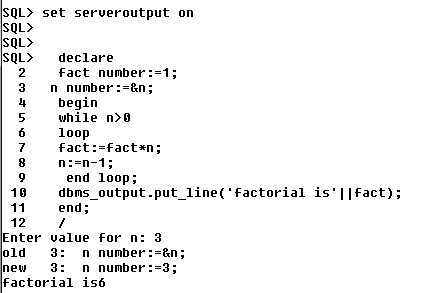 SQL> set serveroutput on
SQL>
SQL>
SQL>   declare
  2    fact number:=1;
  3   n number:=&n;
  4    begin
  5    while n>0
  6    loop
  7    fact:=fact*n;
  8    n:=n-1;
  9     end loop;
 10    dbms_output.put_line('factorial is'||fact);
 11    end;
 12    /
Enter value for n: 3
old   3:  n number:=&n;
new   3:  n number:=3;
factorial is6